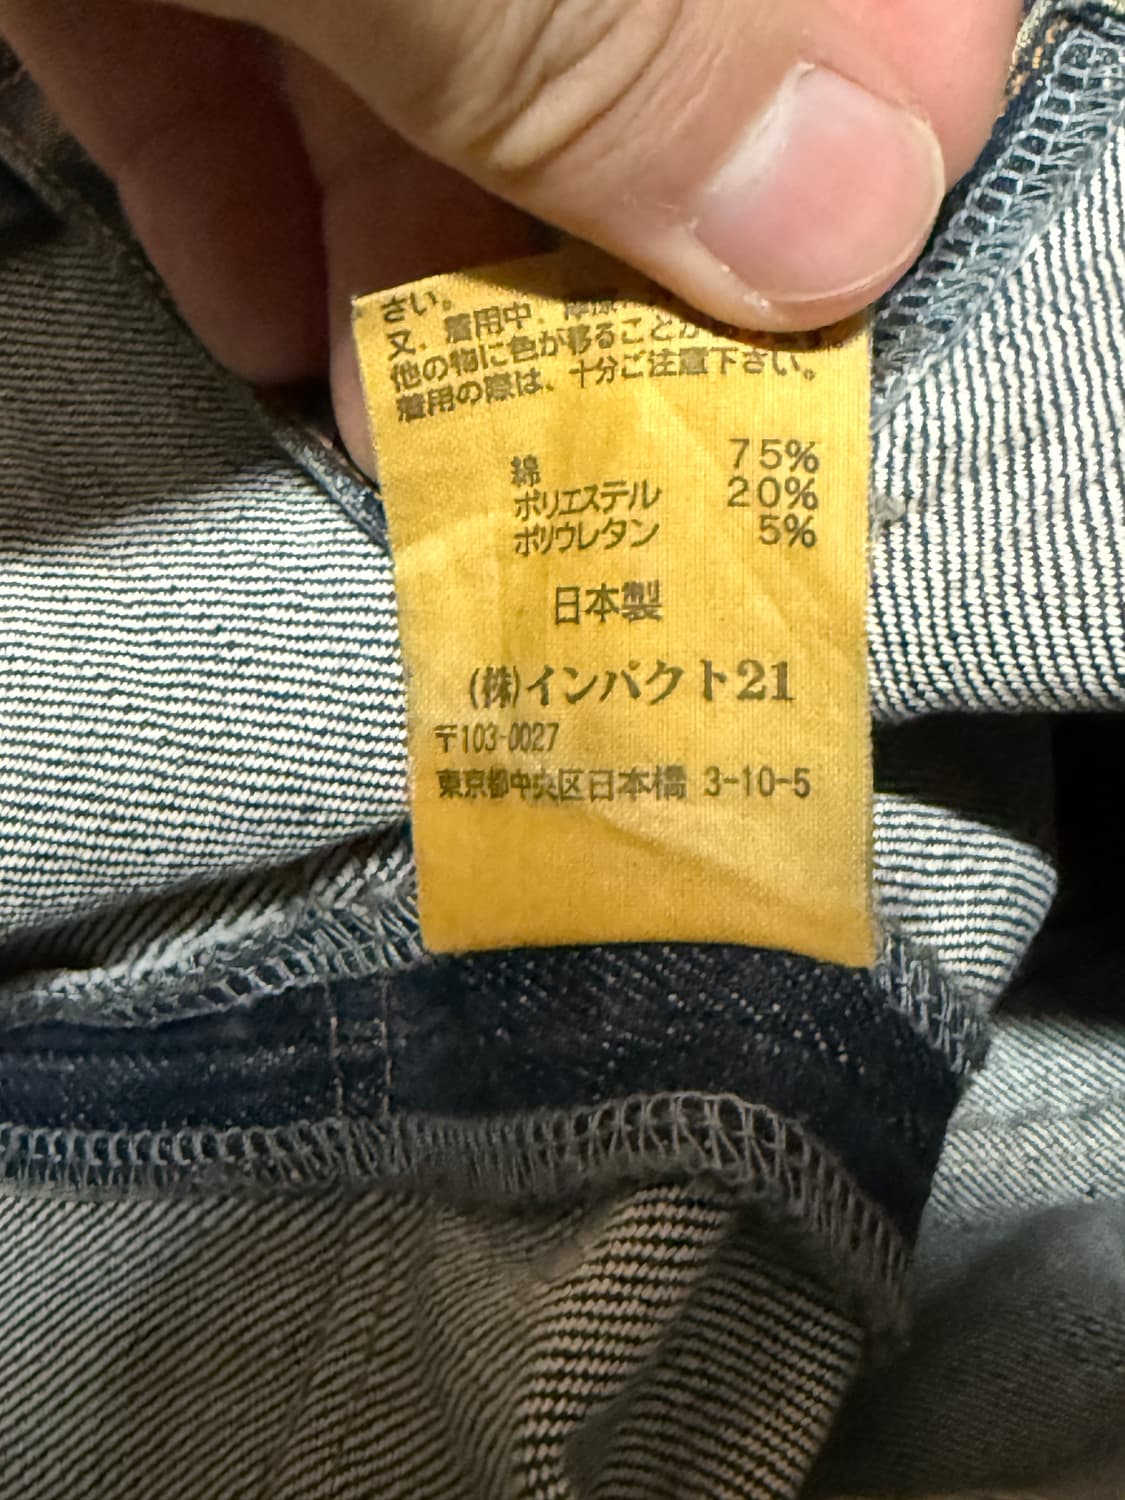 さい。
又、着用中、摩擦
他の物に色が移ることが
着用の際は、十分ご注意下さい。
綿 75%
ポリエステル 20%
ポリウレタン 5%
日本製
(株)インパクト21
〒103-0027
東京都中央区日本橋 3-10-5